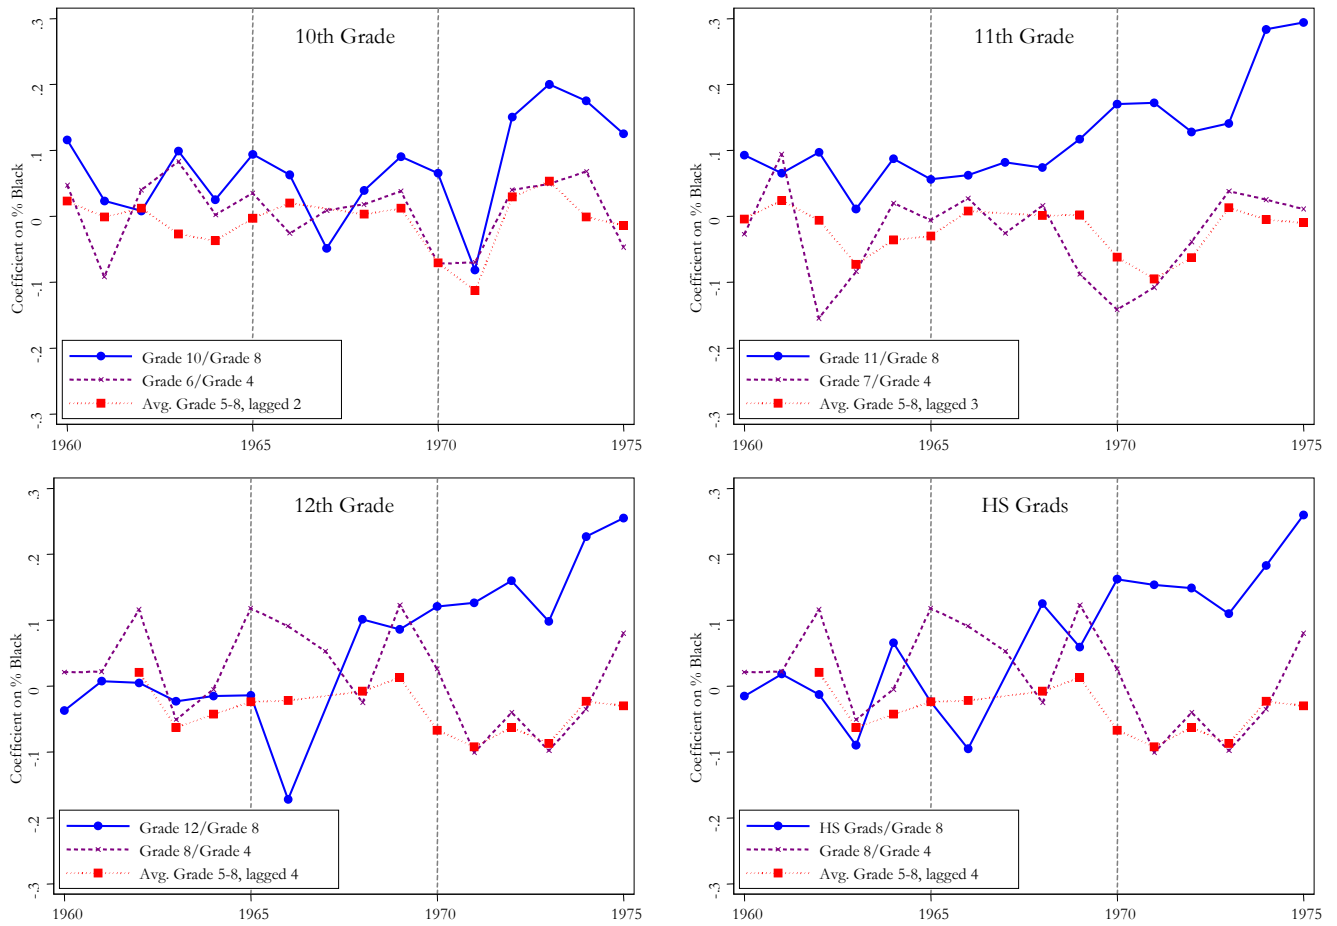 10th Grade
Coefficient on % Black
.3
.2
.1
0
-.1
-.2
-.3
Grade 10/Grade 8
Grade 6/Grade 4
Avg. Grade 5-8, lagged 2
1960
1965
1970
1975
11th Grade
Coefficient on % Black
.3
.2
.1
0
-.1
-.2
-.3
Grade 11/Grade 8
Grade 7/Grade 4
Avg. Grade 5-8, lagged 3
1960
1965
1970
1975
12th Grade
Coefficient on % Black
.3
.2
.1
0
-.1
-.2
-.3
Grade 12/Grade 8
Grade 8/Grade 4
Avg. Grade 5-8, lagged 4
1960
1965
1970
1975
HS Grads
Coefficient on % Black
.3
.2
.1
0
-.1
-.2
-.3
HS Grads/Grade 8
Grade 8/Grade 4
Avg. Grade 5-8, lagged 4
1960
1965
1970
1975